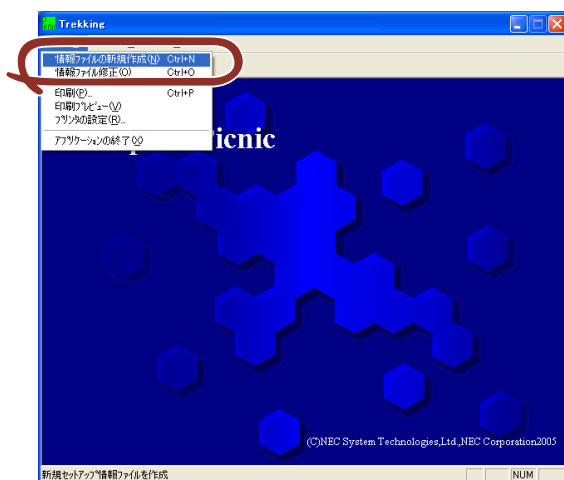 Trekking
情報ファイルの新規作成(N) Ctrl+N
情報ファイル修正(O) Ctrl+O
印刷(P)... Ctrl+P
印刷プレビュー(V)
プリンタの設定(R)...
アプリケーションの終了(X)
icnic
(C)NEC System Technologies,Ltd.,NEC Corporation2005
新規セットアップ情報ファイルを作成
NUM